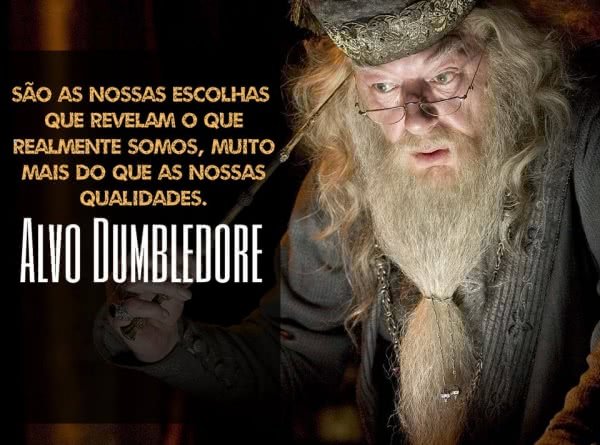 SÃO AS NOSSAS ESCOLHAS
QUE REVELAM O QUE
REALMENTE SOMOS, MUITO
MAIS DO QUE AS NOSSAS
QUALIDADES.
ALVO DUMBLEDORE